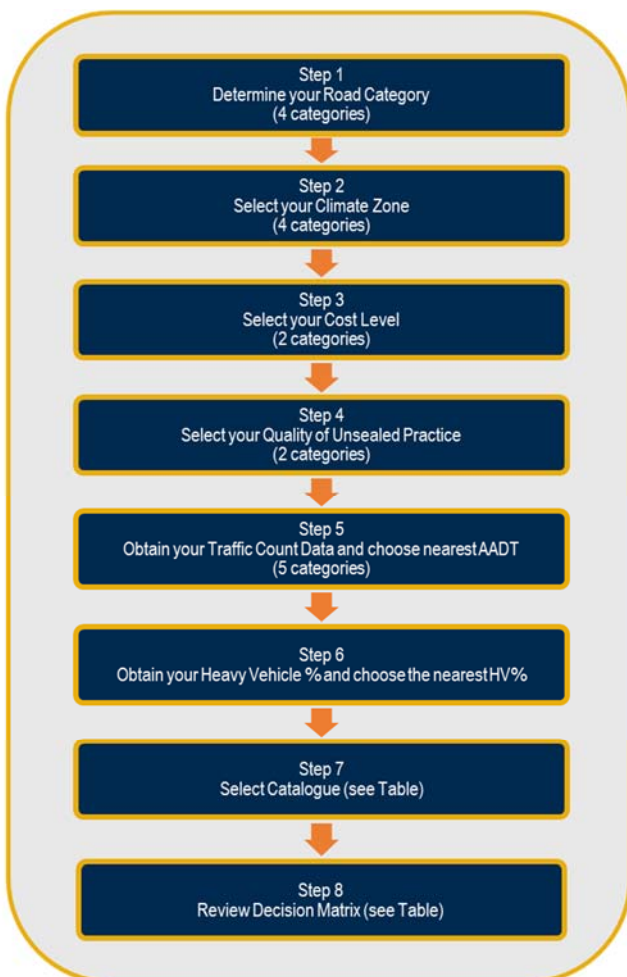 Step 1
Determine your Road Category
(4 categories)
Step 2
Select your Climate Zone
(4 categories)
Step 3
Select your Cost Level
(2 categories)
Step 4
Select your Quality of Unsealed Practice
(2 categories)
Step 5
Obtain your Traffic Count Data and choose nearest AADT
(5 categories)
Step 6
Obtain your Heavy Vehicle % and choose the nearest HV%
Step 7
Select Catalogue (see Table)
Step 8
Review Decision Matrix (see Table)